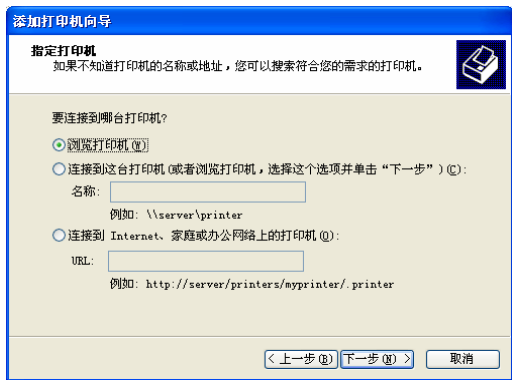 添加打印机向导
指定打印机
如果不知道打印机的名称或地址，您可以搜索符合您的需求的打印机。
要连接到哪台打印机?
浏览打印机(W)
连接到这台打印机(或者浏览打印机，选择这个选项并单击“下一步”)(C):
名称:
例如: \\server\printer
连接到 Internet、家庭或办公网络上的打印机(O):
URL:
例如: http://server/printers/myprinter/.printer
< 上一步(B) 下一步(N) > 取消